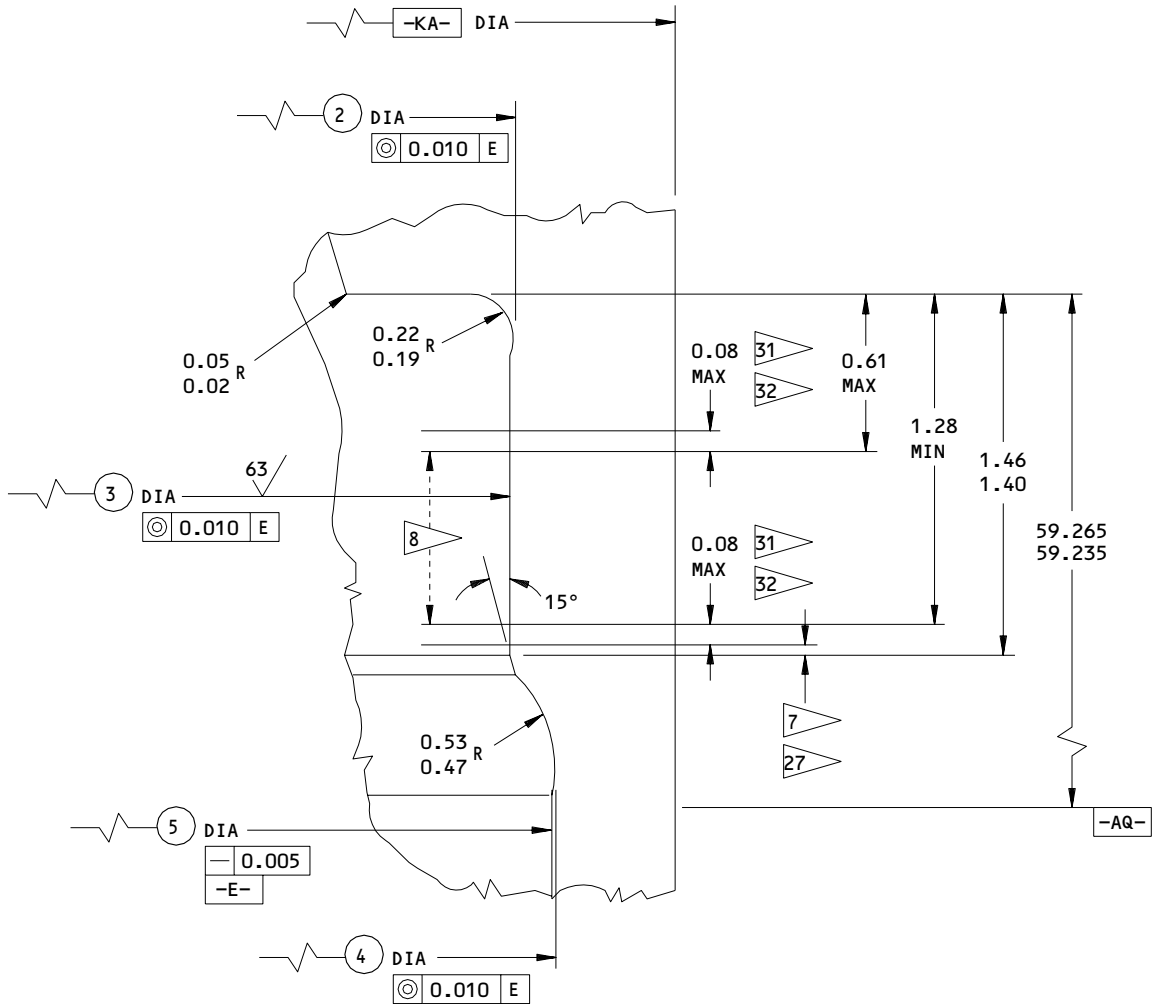 -KA- DIA
2 DIA
◎ 0.010 E
0.22 R
0.19
0.05 R
0.02
0.08 31
MAX 32
0.61
MAX
1.28
MIN
1.46
1.40
63
3 DIA
◎ 0.010 E
8
0.08 31
MAX 32
59.265
59.235
15°
7
27
0.53 R
0.47
-AQ-
5 DIA
— 0.005
-E-
4 DIA
◎ 0.010 E